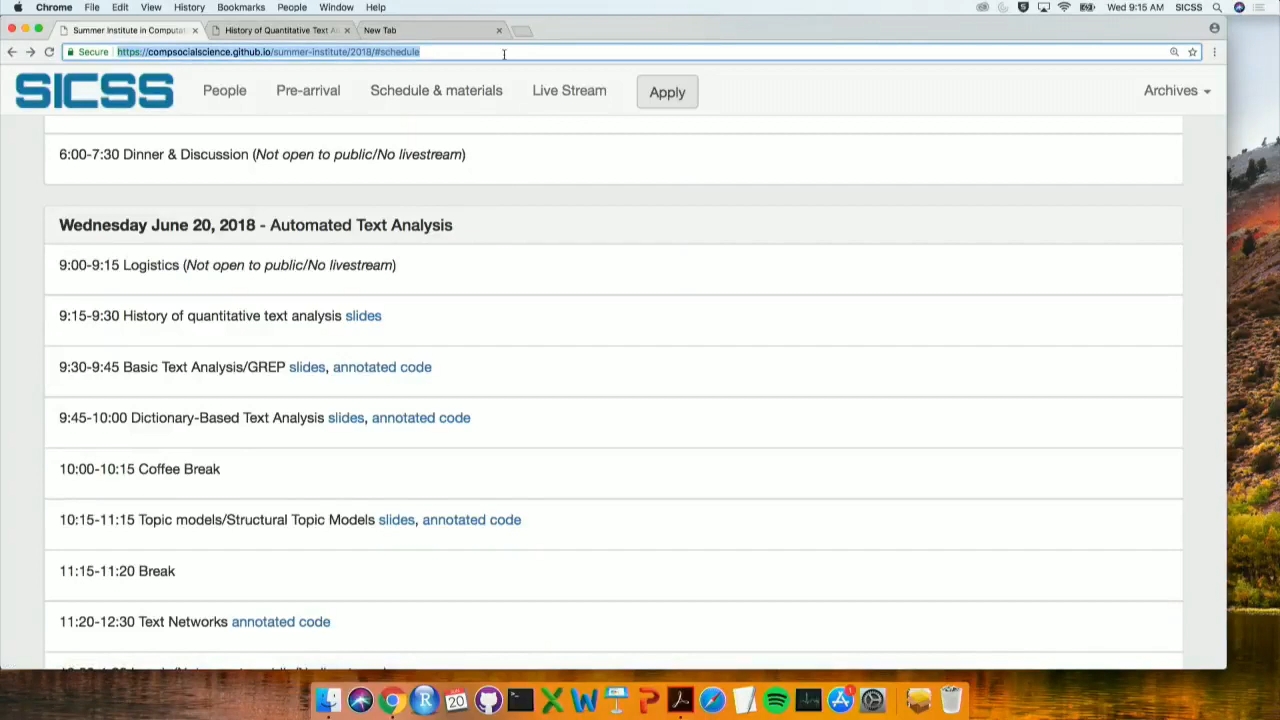 Chrome File Edit View History Bookmarks People Window Help Wed 9:15 AM SICSS
Summer Institute in Computat History of Quantitative Text A New Tab
Secure https://compsocialscience.github.io/summer-institute/2018/#schedule
SICSS People Pre-arrival Schedule & materials Live Stream Apply Archives
6:00-7:30 Dinner & Discussion (Not open to public/No livestream)
Wednesday June 20, 2018 - Automated Text Analysis
9:00-9:15 Logistics (Not open to public/No livestream)
9:15-9:30 History of quantitative text analysis slides
9:30-9:45 Basic Text Analysis/GREP slides, annotated code
9:45-10:00 Dictionary-Based Text Analysis slides, annotated code
10:00-10:15 Coffee Break
10:15-11:15 Topic models/Structural Topic Models slides, annotated code
11:15-11:20 Break
11:20-12:30 Text Networks annotated code